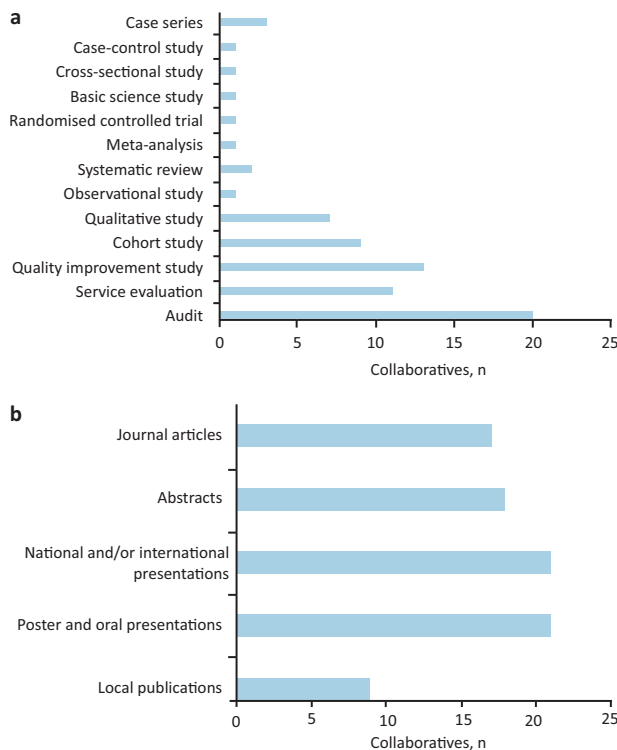 a
Case series
Case-control study
Cross-sectional study
Basic science study
Randomised controlled trial
Meta-analysis
Systematic review
Observational study
Qualitative study
Cohort study
Quality improvement study
Service evaluation
Audit
0 5 10 15 20 25
Collaboratives, n
b
Journal articles
Abstracts
National and/or international
presentations
Poster and oral presentations
Local publications
0 5 10 15 20 25
Collaboratives, n